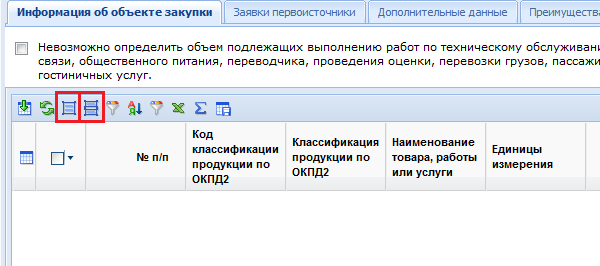 Информация об объекте закупки Заявки первоисточники Дополнительные данные Преимущества
Невозможно определить объем подлежащих выполнению работ по техническому обслуживан
связи, общественного питания, переводчика, проведения оценки, перевозки грузов, пассажи
гостиничных услуг.
№ п/п
Код
классификации
продукции по
ОКПД2
Классификация
продукции по
ОКПД2
Наименование
товара, работы
или услуги
Единицы
измерения